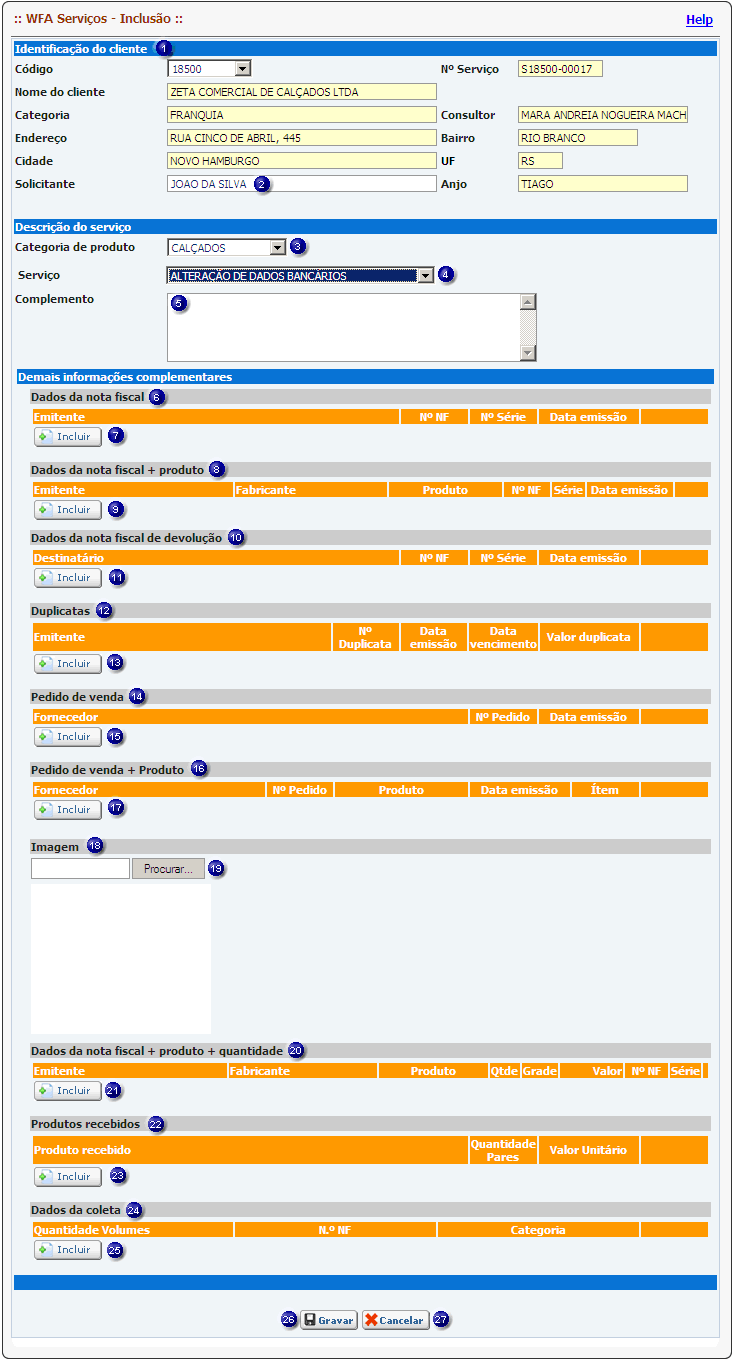 :: WFA Serviços - Inclusão :: Help
Identificação do cliente 1
Código 18500 Nº Serviço S18500-00017
Nome do cliente ZETA COMERCIAL DE CALÇADOS LTDA
Categoria FRANQUIA Consultor MARA ANDREIA NOGUEIRA MACH
Endereço RUA CINCO DE ABRIL, 445 Bairro RIO BRANCO
Cidade NOVO HAMBURGO UF RS
Solicitante JOAO DA SILVA 2 Anjo TIAGO
Descrição do serviço
Categoria de produto CALÇADOS 3
Serviço ALTERAÇÃO DE DADOS BANCÁRIOS 4
Complemento 5
Demais informações complementares
Dados da nota fiscal 6
Emitente Nº NF Nº Série Data emissão
Incluir 7
Dados da nota fiscal + produto 8
Emitente Fabricante Produto Nº NF Série Data emissão
Incluir 9
Dados da nota fiscal de devolução 10
Destinatário Nº NF Nº Série Data emissão
Incluir 11
Duplicatas 12
Emitente Nº Duplicata Data emissão Data vencimento Valor duplicata
Incluir 13
Pedido de venda 14
Fornecedor Nº Pedido Data emissão
Incluir 15
Pedido de venda + Produto 16
Fornecedor Nº Pedido Produto Data emissão Ítem
Incluir 17
Imagem 18
Procurar... 19
Dados da nota fiscal + produto + quantidade 20
Emitente Fabricante Produto Qtde Grade Valor Nº NF Série
Incluir 21
Produtos recebidos 22
Produto recebido Quantidade Pares Valor Unitário
Incluir 23
Dados da coleta 24
Quantidade Volumes N.º NF Categoria
Incluir 25
26 Gravar Cancelar 27